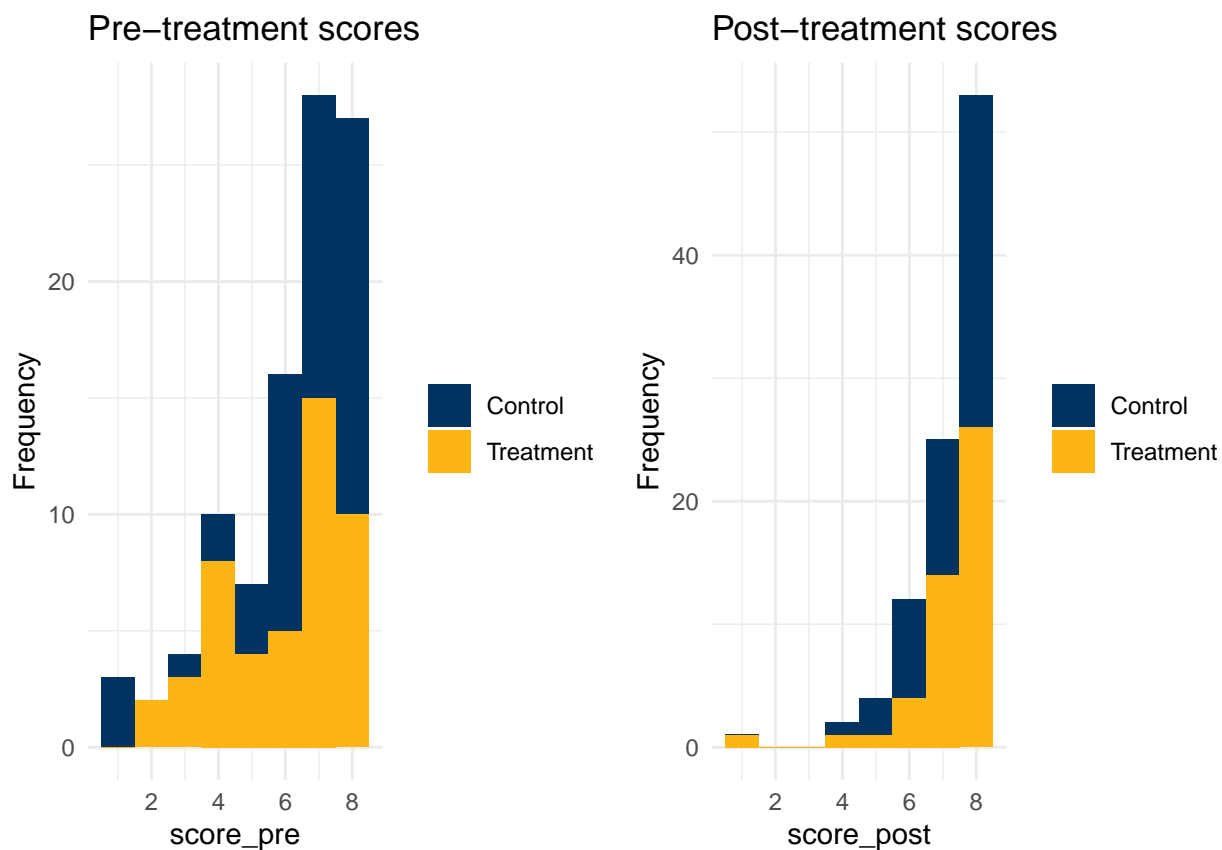 Pre−treatment scores
Frequency
20
10
0
2 4 6 8
score_pre
Control
Treatment
Post−treatment scores
Frequency
40
20
0
2 4 6 8
score_post
Control
Treatment